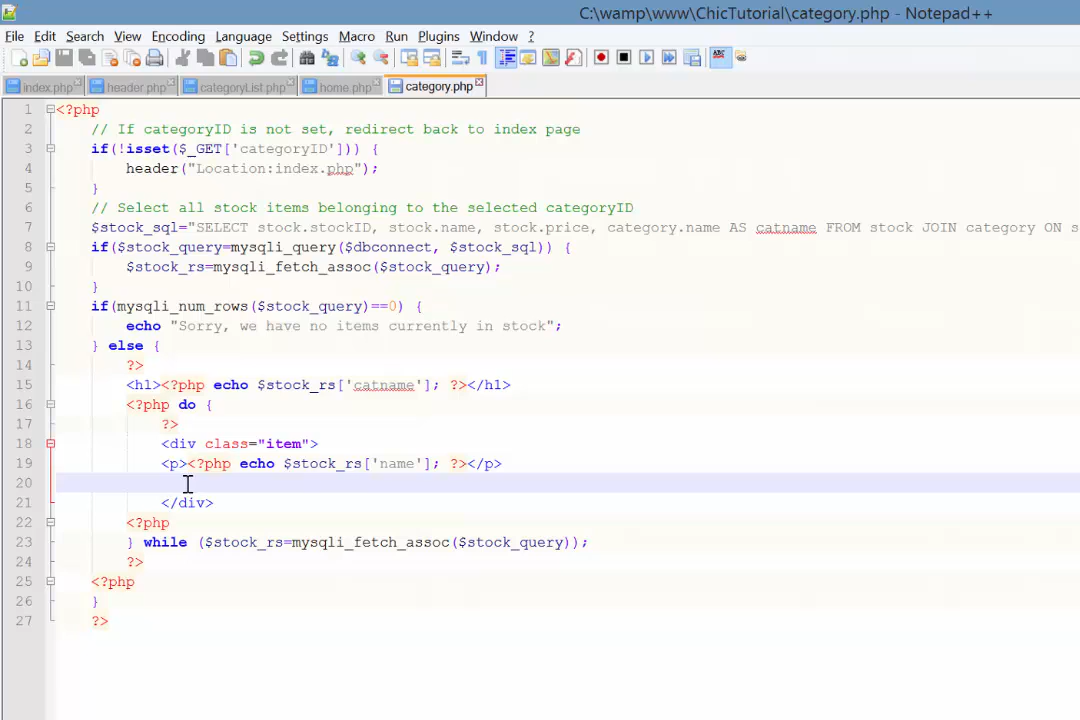 C:\wamp\www\ChicTutorial\category.php - Notepad++
File Edit Search View Encoding Language Settings Macro Run Plugins Window ?
index.php header.php categoryList.php home.php category.php
1 <?php
2 // If categoryID is not set, redirect back to index page
3 if(!isset($_GET['categoryID'])) {
4 header("Location:index.php");
5 }
6 // Select all stock items belonging to the selected categoryID
7 $stock_sql="SELECT stock.stockID, stock.name, stock.price, category.name AS catname FROM stock JOIN category ON s
8 if($stock_query=mysqli_query($dbconnect, $stock_sql)) {
9 $stock_rs=mysqli_fetch_assoc($stock_query);
10 }
11 if(mysqli_num_rows($stock_query)==0) {
12 echo "Sorry, we have no items currently in stock";
13 } else {
14 ?>
15 <h1><?php echo $stock_rs['catname']; ?></h1>
16 <?php do {
17 ?>
18 <div class="item">
19 <p><?php echo $stock_rs['name']; ?></p>
20
21 </div>
22 <?php
23 } while ($stock_rs=mysqli_fetch_assoc($stock_query));
24 ?>
25 <?php
26 }
27 ?>